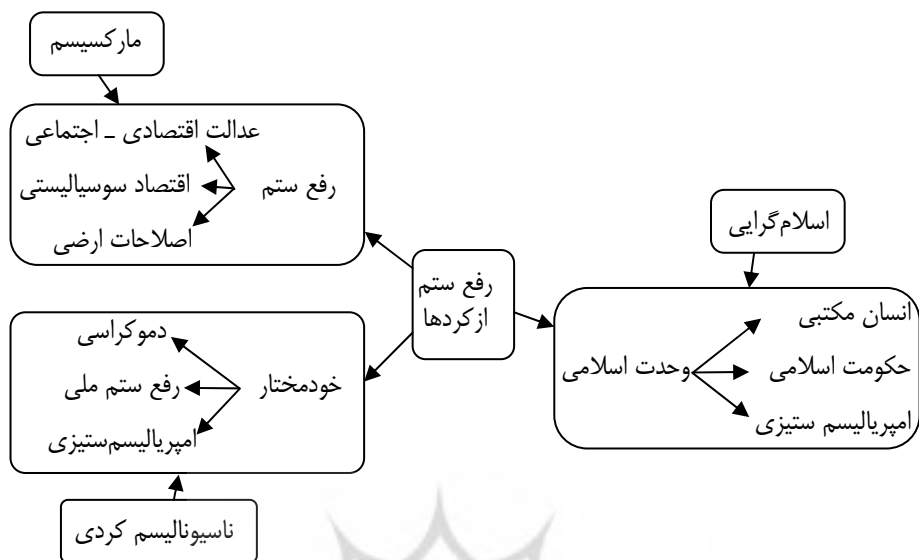 مارکسیسم
عدالت اقتصادی ـ اجتماعی
رفع ستم
اقتصاد سوسیالیستی
اصلاحات ارضی
اسلام‌گرایی
رفع ستم
ازکردها
انسان مکتبی
وحدت اسلامی
حکومت اسلامی
امپریالیسم ستیزی
دموکراسی
خودمختار
رفع ستم ملی
امپریالیسم‌ستیزی
ناسیونالیسم کردی